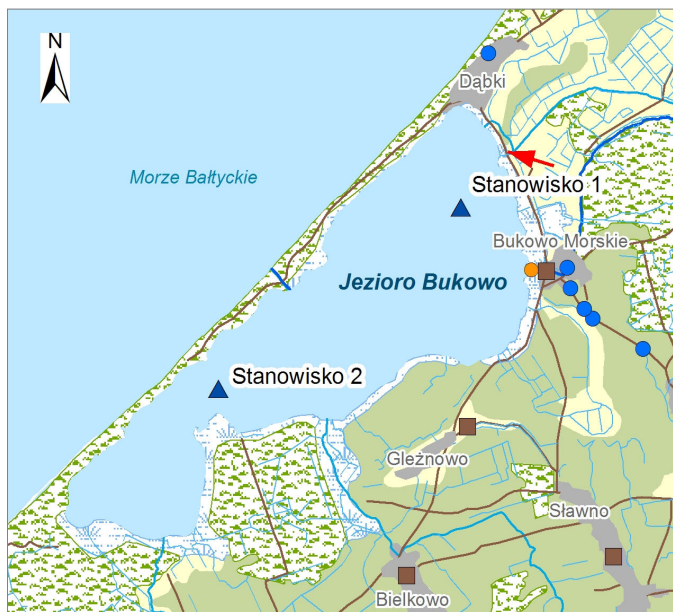 N
Dąbki
Morze Bałtyckie
Stanowisko 1
Bukowo Morskie
Jezioro Bukowo
Stanowisko 2
Gleźnowo
Sławno
Bielkowo